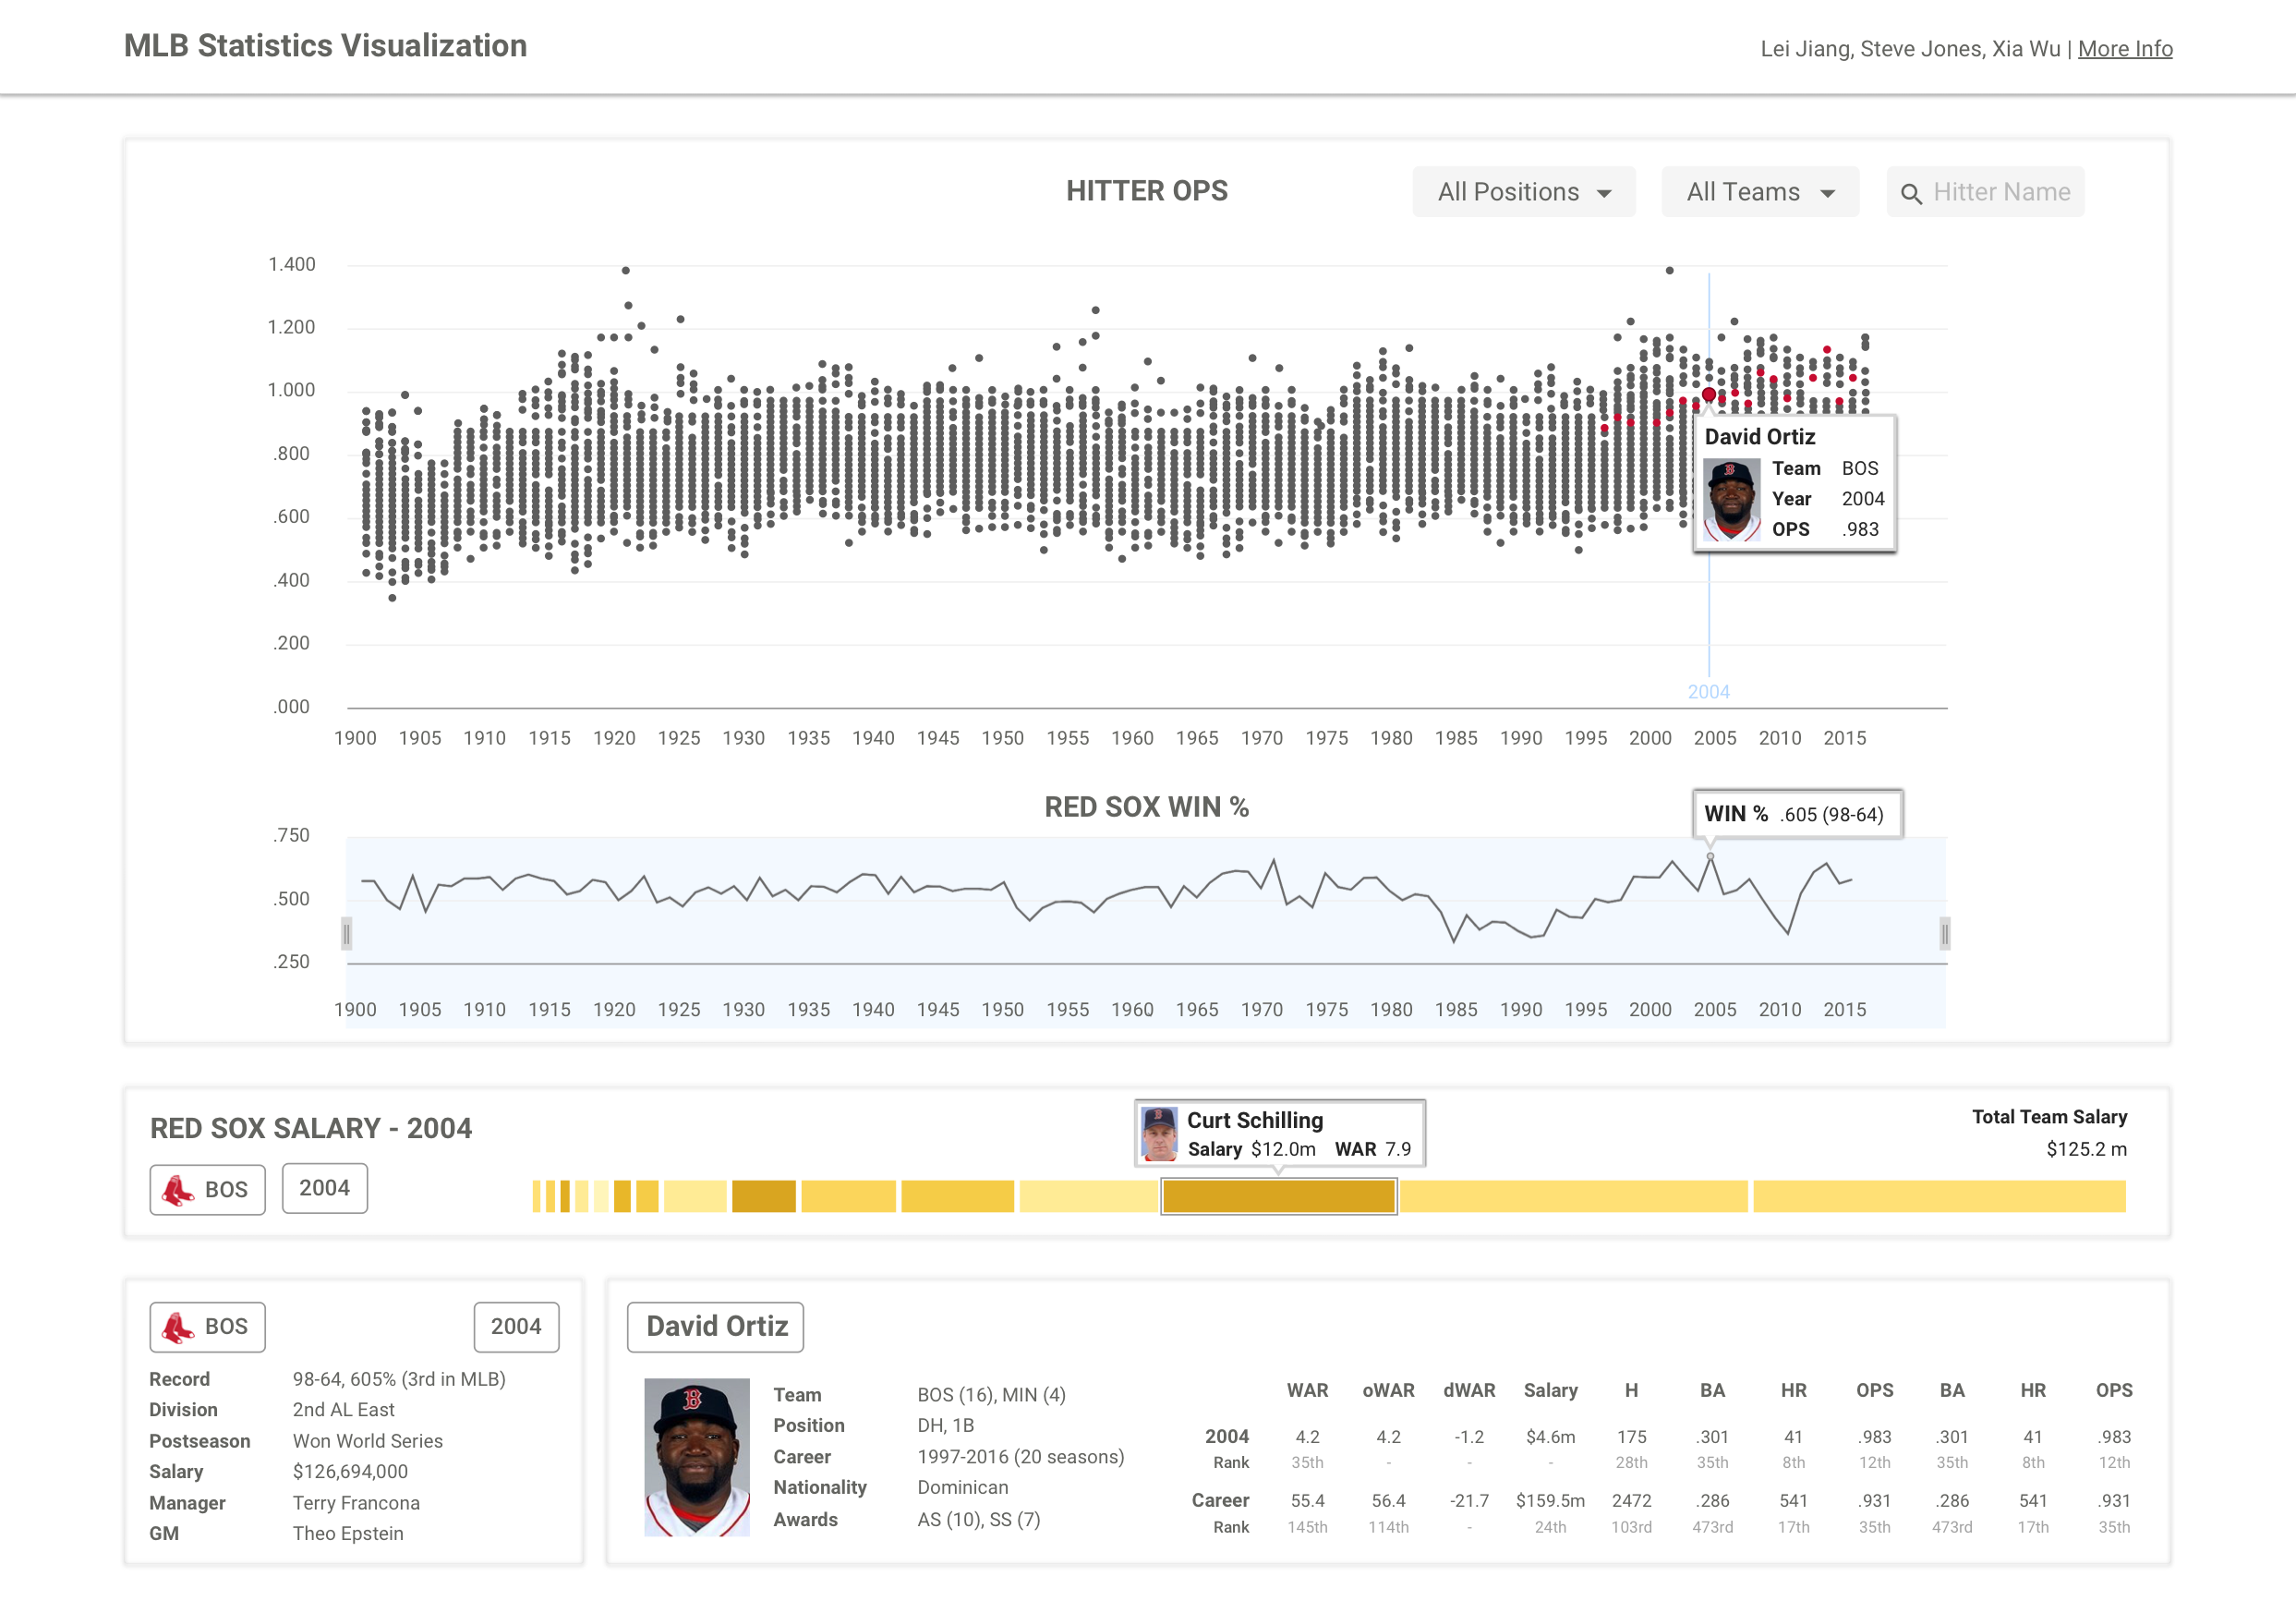 MLB Statistics Visualization
Lei Jiang, Steve Jones, Xia Wu | More Info
HITTER OPS
All Positions
All Teams
Hitter Name
1.400
1.200
1.000
.800
.600
.400
.200
.000
David Ortiz
Team BOS
Year 2004
OPS .983
2004
1900 1905 1910 1915 1920 1925 1930 1935 1940 1945 1950 1955 1960 1965 1970 1975 1980 1985 1990 1995 2000 2005 2010 2015
RED SOX WIN %
WIN % .605 (98-64)
.750
.500
.250
1900 1905 1910 1915 1920 1925 1930 1935 1940 1945 1950 1955 1960 1965 1970 1975 1980 1985 1990 1995 2000 2005 2010 2015
RED SOX SALARY - 2004
BOS
2004
Curt Schilling
Salary $12.0m WAR 7.9
Total Team Salary
$125.2 m
BOS
2004
Record 98-64, 605% (3rd in MLB)
Division 2nd AL East
Postseason Won World Series
Salary $126,694,000
Manager Terry Francona
GM Theo Epstein
David Ortiz
B
Team BOS (16), MIN (4)
Position DH, 1B
Career 1997-2016 (20 seasons)
Nationality Dominican
Awards AS (10), SS (7)
WAR oWAR dWAR Salary H BA HR OPS BA HR OPS
2004 4.2 4.2 -1.2 $4.6m 175 .301 41 .983 .301 41 .983
Rank 35th - - - 28th 35th 8th 12th 35th 8th 12th
Career 55.4 56.4 -21.7 $159.5m 2472 .286 541 .931 .286 541 .931
Rank 145th 114th - 24th 103rd 473rd 17th 35th 473rd 17th 35th